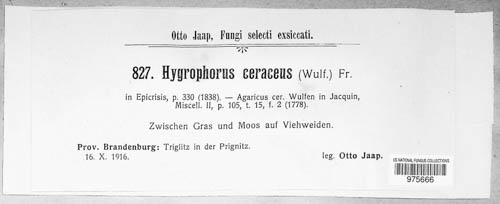 Otto Jaap, Fungi selecti exsiccati.
827. Hygrophorus ceraceus (Wulf.) Fr.
in Epicrisis, p. 330 (1838). — Agaricus cer. Wulfen in Jacquin,
Miscell. II, p. 105, t. 15, f. 2 (1778).
Zwischen Gras und Moos auf Viehweiden.
Prov. Brandenburg: Triglitz in der Prignitz.
16. X. 1916.
leg. Otto Jaap.
US NATIONAL FUNGUS COLLECTIONS
975666